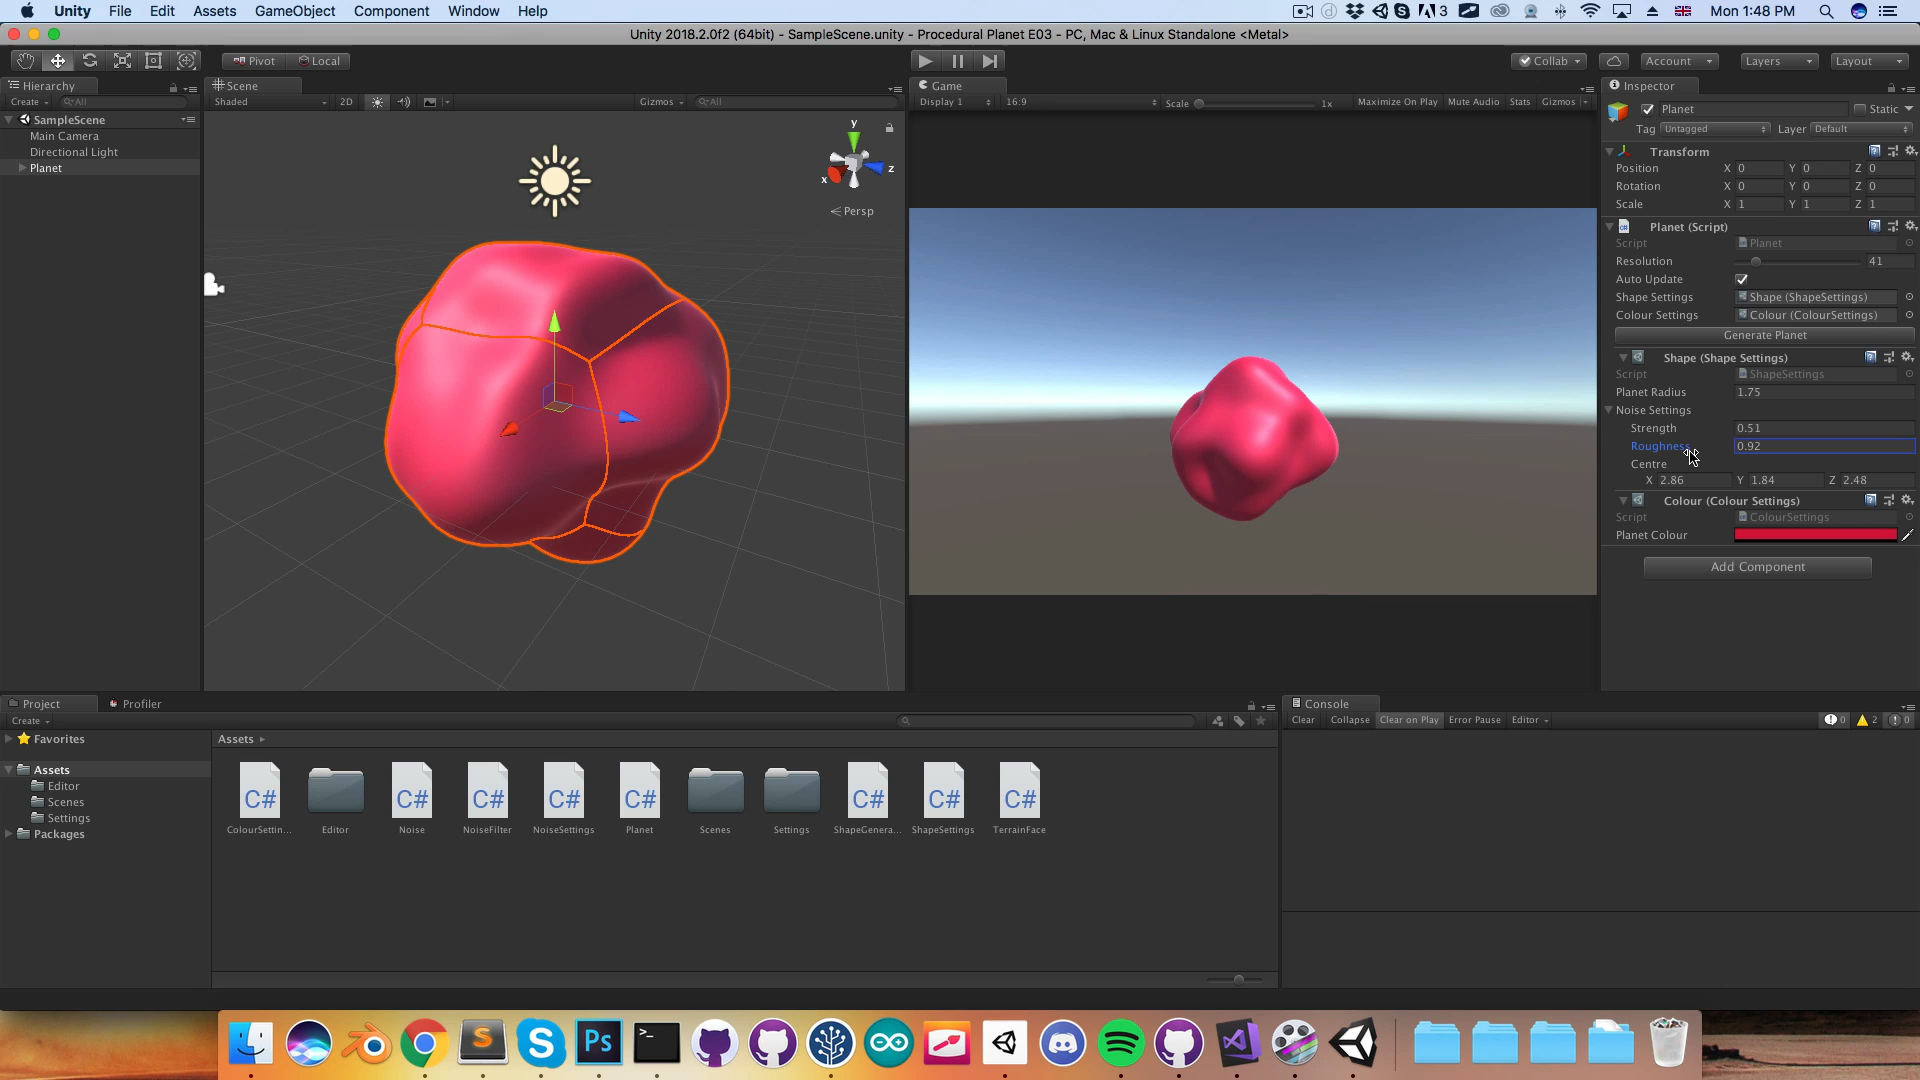 Unity File Edit Assets GameObject Component Window Help
3 Mon 1:48 PM
Unity 2018.2.0f2 (64bit) - SampleScene.unity - Procedural Planet E03 - PC, Mac & Linux Standalone <Metal>
Pivot Local Collab Account Layers Layout
Hierarchy Scene Game Inspector
Create All Shaded 2D Gizmos All Display 1 16:9 Scale 1x Maximize On Play Mute Audio Stats Gizmos
Planet Static
SampleScene
Main Camera
Directional Light
Planet
y
x
z
Persp
Tag Untagged Layer Default
Transform
Position X 0 Y 0 Z 0
Rotation X 0 Y 0 Z 0
Scale X 1 Y 1 Z 1
Planet (Script)
Script Planet
Resolution 41
Auto Update
Shape Settings Shape (ShapeSettings)
Colour Settings Colour (ColourSettings)
Generate Planet
Shape (Shape Settings)
Script ShapeSettings
Planet Radius 1.75
Noise Settings
Strength 0.51
Roughness 0.92
Centre
X 2.86 Y 1.84 Z 2.48
Colour (Colour Settings)
Script ColourSettings
Planet Colour
Add Component
Project Profiler
Create
Favorites
Assets
Editor
Scenes
Settings
Packages
Assets
C# C# C# C# C# C# C# C#
ColourSettin... Editor Noise NoiseFilter NoiseSettings Planet Scenes Settings ShapeGenera... ShapeSettings TerrainFace
Console
Clear Collapse Clear on Play Error Pause Editor 0 2 0
S S Ps >_